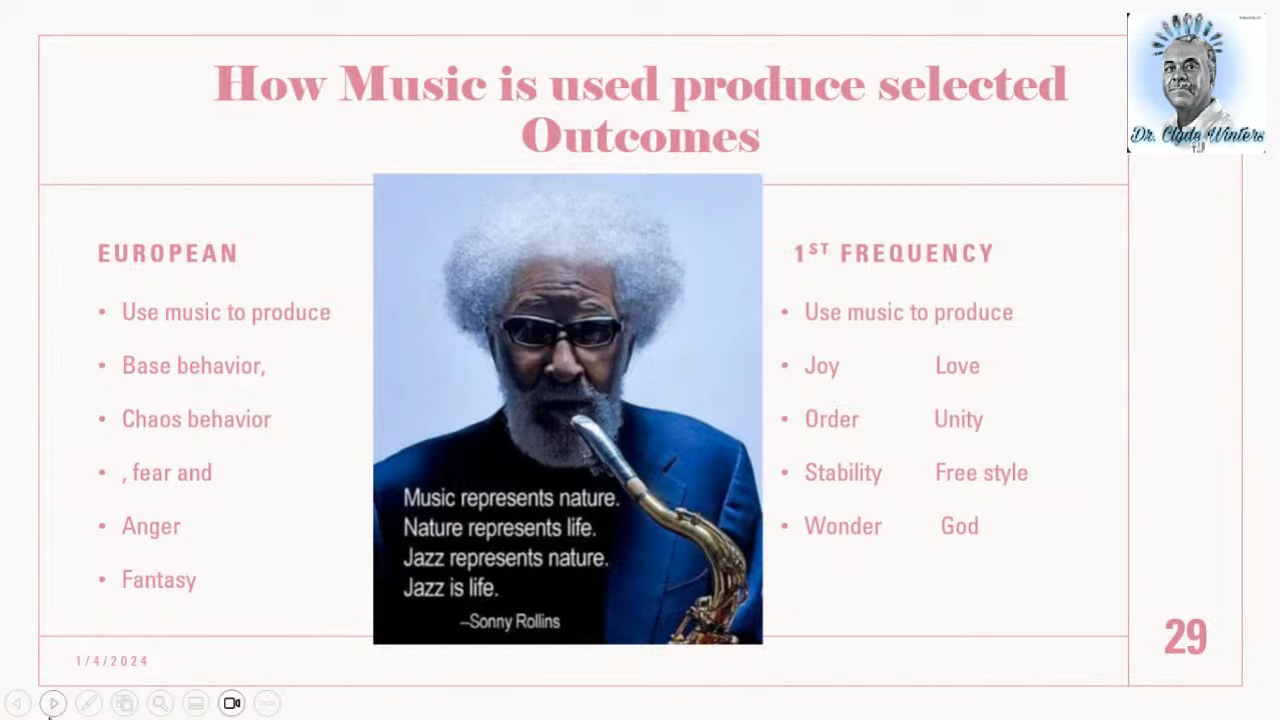 How Music is used produce selected
Outcomes
Dr. Clyde Winters
EUROPEAN
• Use music to produce
• Base behavior,
• Chaos behavior
• , fear and
• Anger
• Fantasy
Music represents nature.
Nature represents life.
Jazz represents nature.
Jazz is life.
–Sonny Rollins
1ST FREQUENCY
• Use music to produce
• Joy Love
• Order Unity
• Stability Free style
• Wonder God
29
1/4/2024